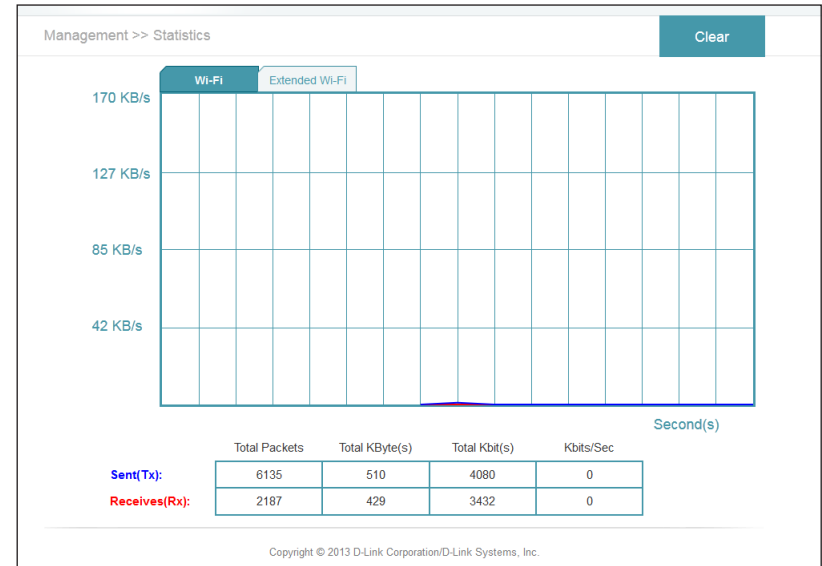 Management >> Statistics
Clear
Wi-Fi
Extended Wi-Fi
170 KB/s
127 KB/s
85 KB/s
42 KB/s
Second(s)
Total Packets Total KByte(s) Total Kbit(s) Kbits/Sec
Sent(Tx): 6135 510 4080 0
Receives(Rx): 2187 429 3432 0
Copyright © 2013 D-Link Corporation/D-Link Systems, Inc.